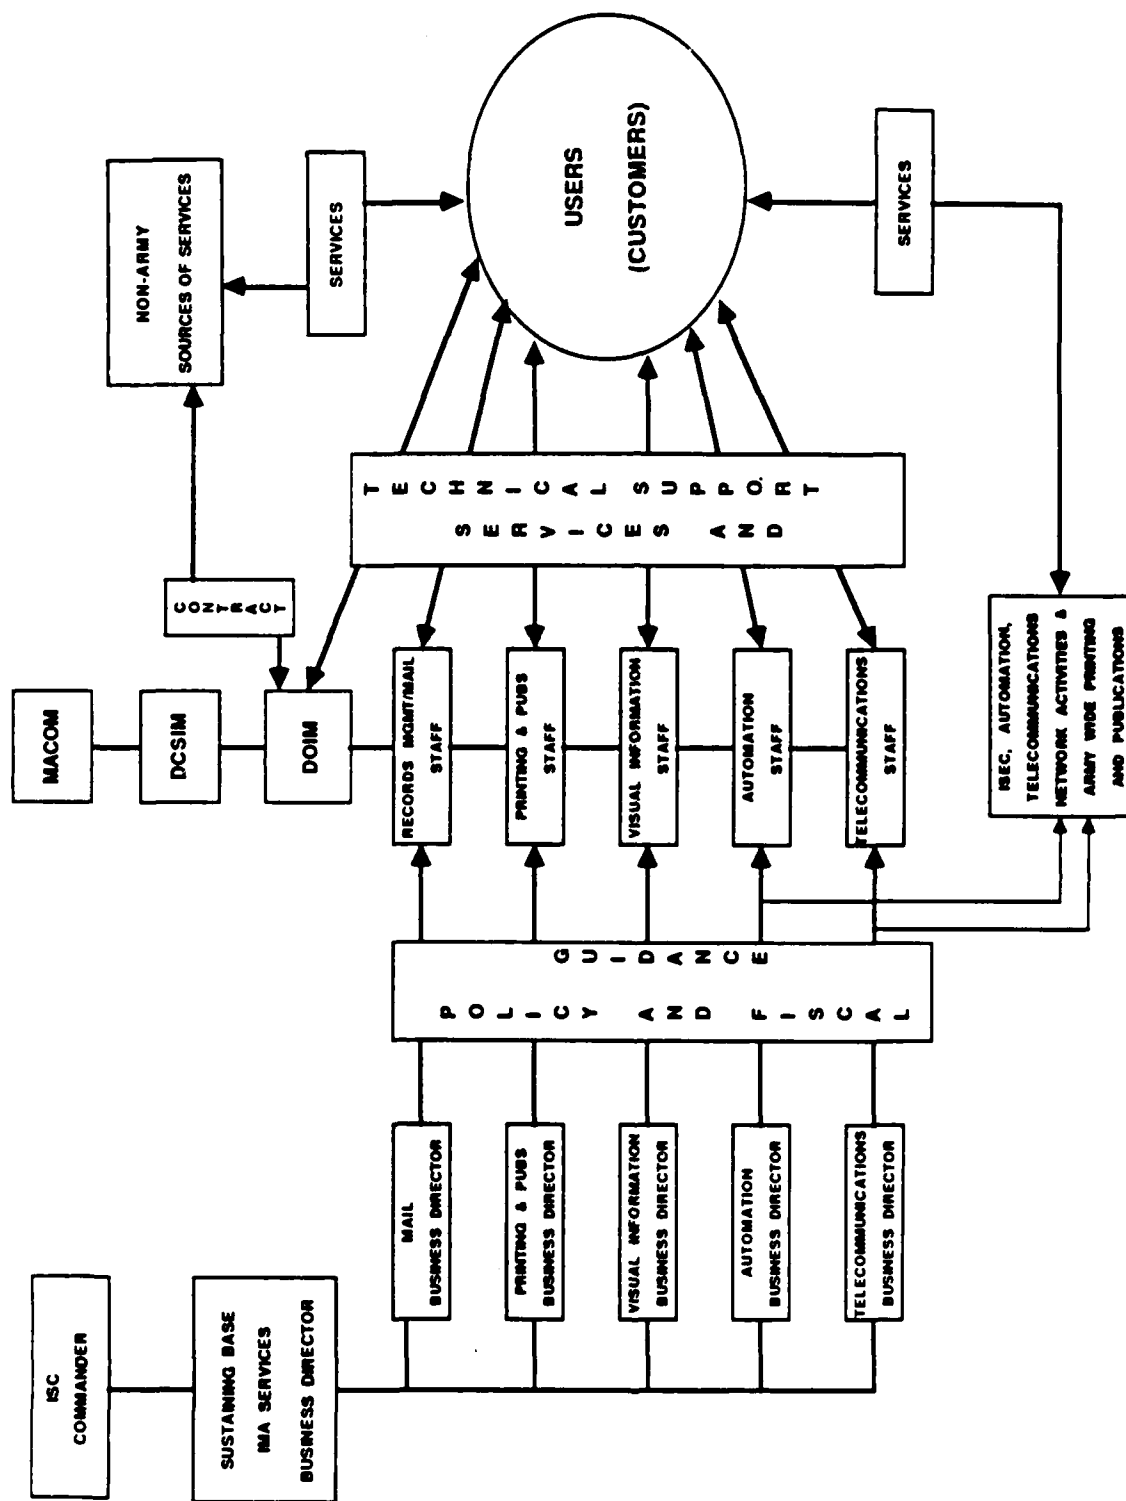 ISC
COMMANDER
SUSTAINING BASE
IMA SERVICES
BUSINESS DIRECTOR
MAIL
BUSINESS DIRECTOR
PRINTING & PUBS
BUSINESS DIRECTOR
VISUAL INFORMATION
BUSINESS DIRECTOR
AUTOMATION
BUSINESS DIRECTOR
TELECOMMUNICATIONS
BUSINESS DIRECTOR
GUIDANCE
POLICY AND FISCAL
MACOM
DCSIM
DOIM
RECORDS MGMT/MAIL
STAFF
PRINTING & PUBS
STAFF
VISUAL INFORMATION
STAFF
AUTOMATION
STAFF
TELECOMMUNICATIONS
STAFF
ISEC, AUTOMATION,
TELECOMMUNICATIONS
NETWORK ACTIVITIES &
ARMY WIDE PRINTING
AND PUBLICATIONS
CONTRACT
TECHNICAL SUPPORT
SERVICES AND
NON-ARMY
SOURCES OF SERVICES
SERVICES
USERS
(CUSTOMERS)
SERVICES